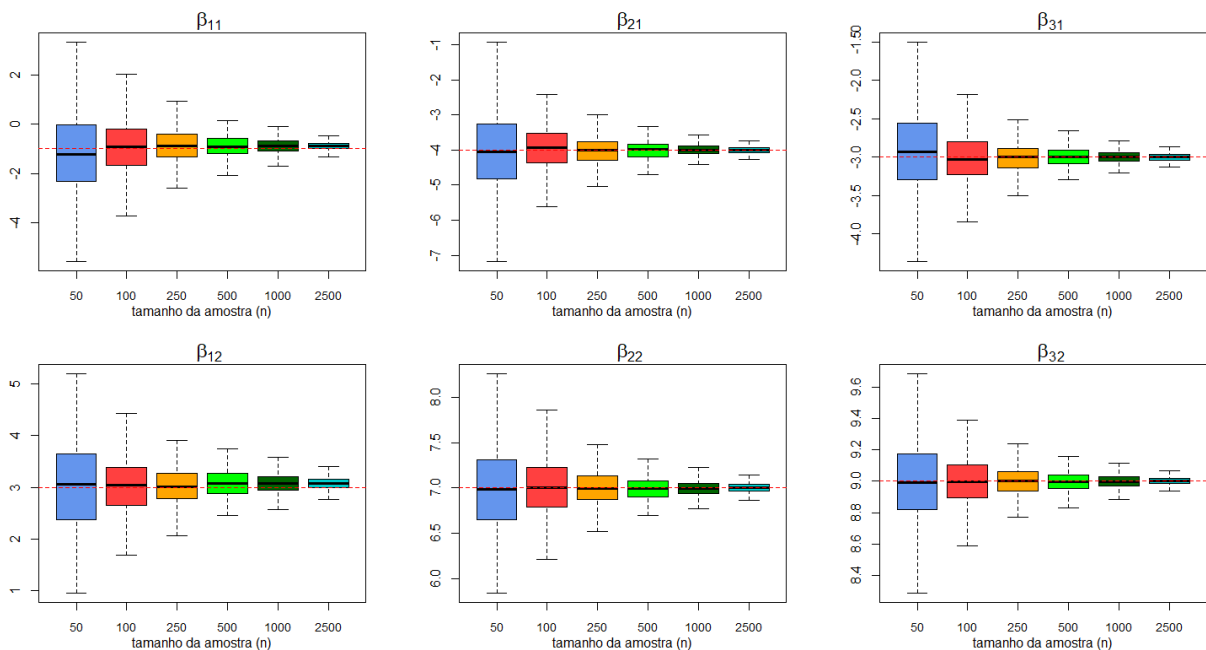 β11
2
0
-2
-4
50 100 250 500 1000 2500
tamanho da amostra (n)
β21
-1
-2
-3
-4
-5
-6
-7
50 100 250 500 1000 2500
tamanho da amostra (n)
β31
-1.50
-2.0
-2.5
-3.0
-3.5
-4.0
50 100 250 500 1000 2500
tamanho da amostra (n)
β12
5
4
3
2
1
50 100 250 500 1000 2500
tamanho da amostra (n)
β22
8.0
7.5
7.0
6.5
6.0
50 100 250 500 1000 2500
tamanho da amostra (n)
β32
9.6
9.4
9.2
9.0
8.8
8.6
8.4
50 100 250 500 1000 2500
tamanho da amostra (n)